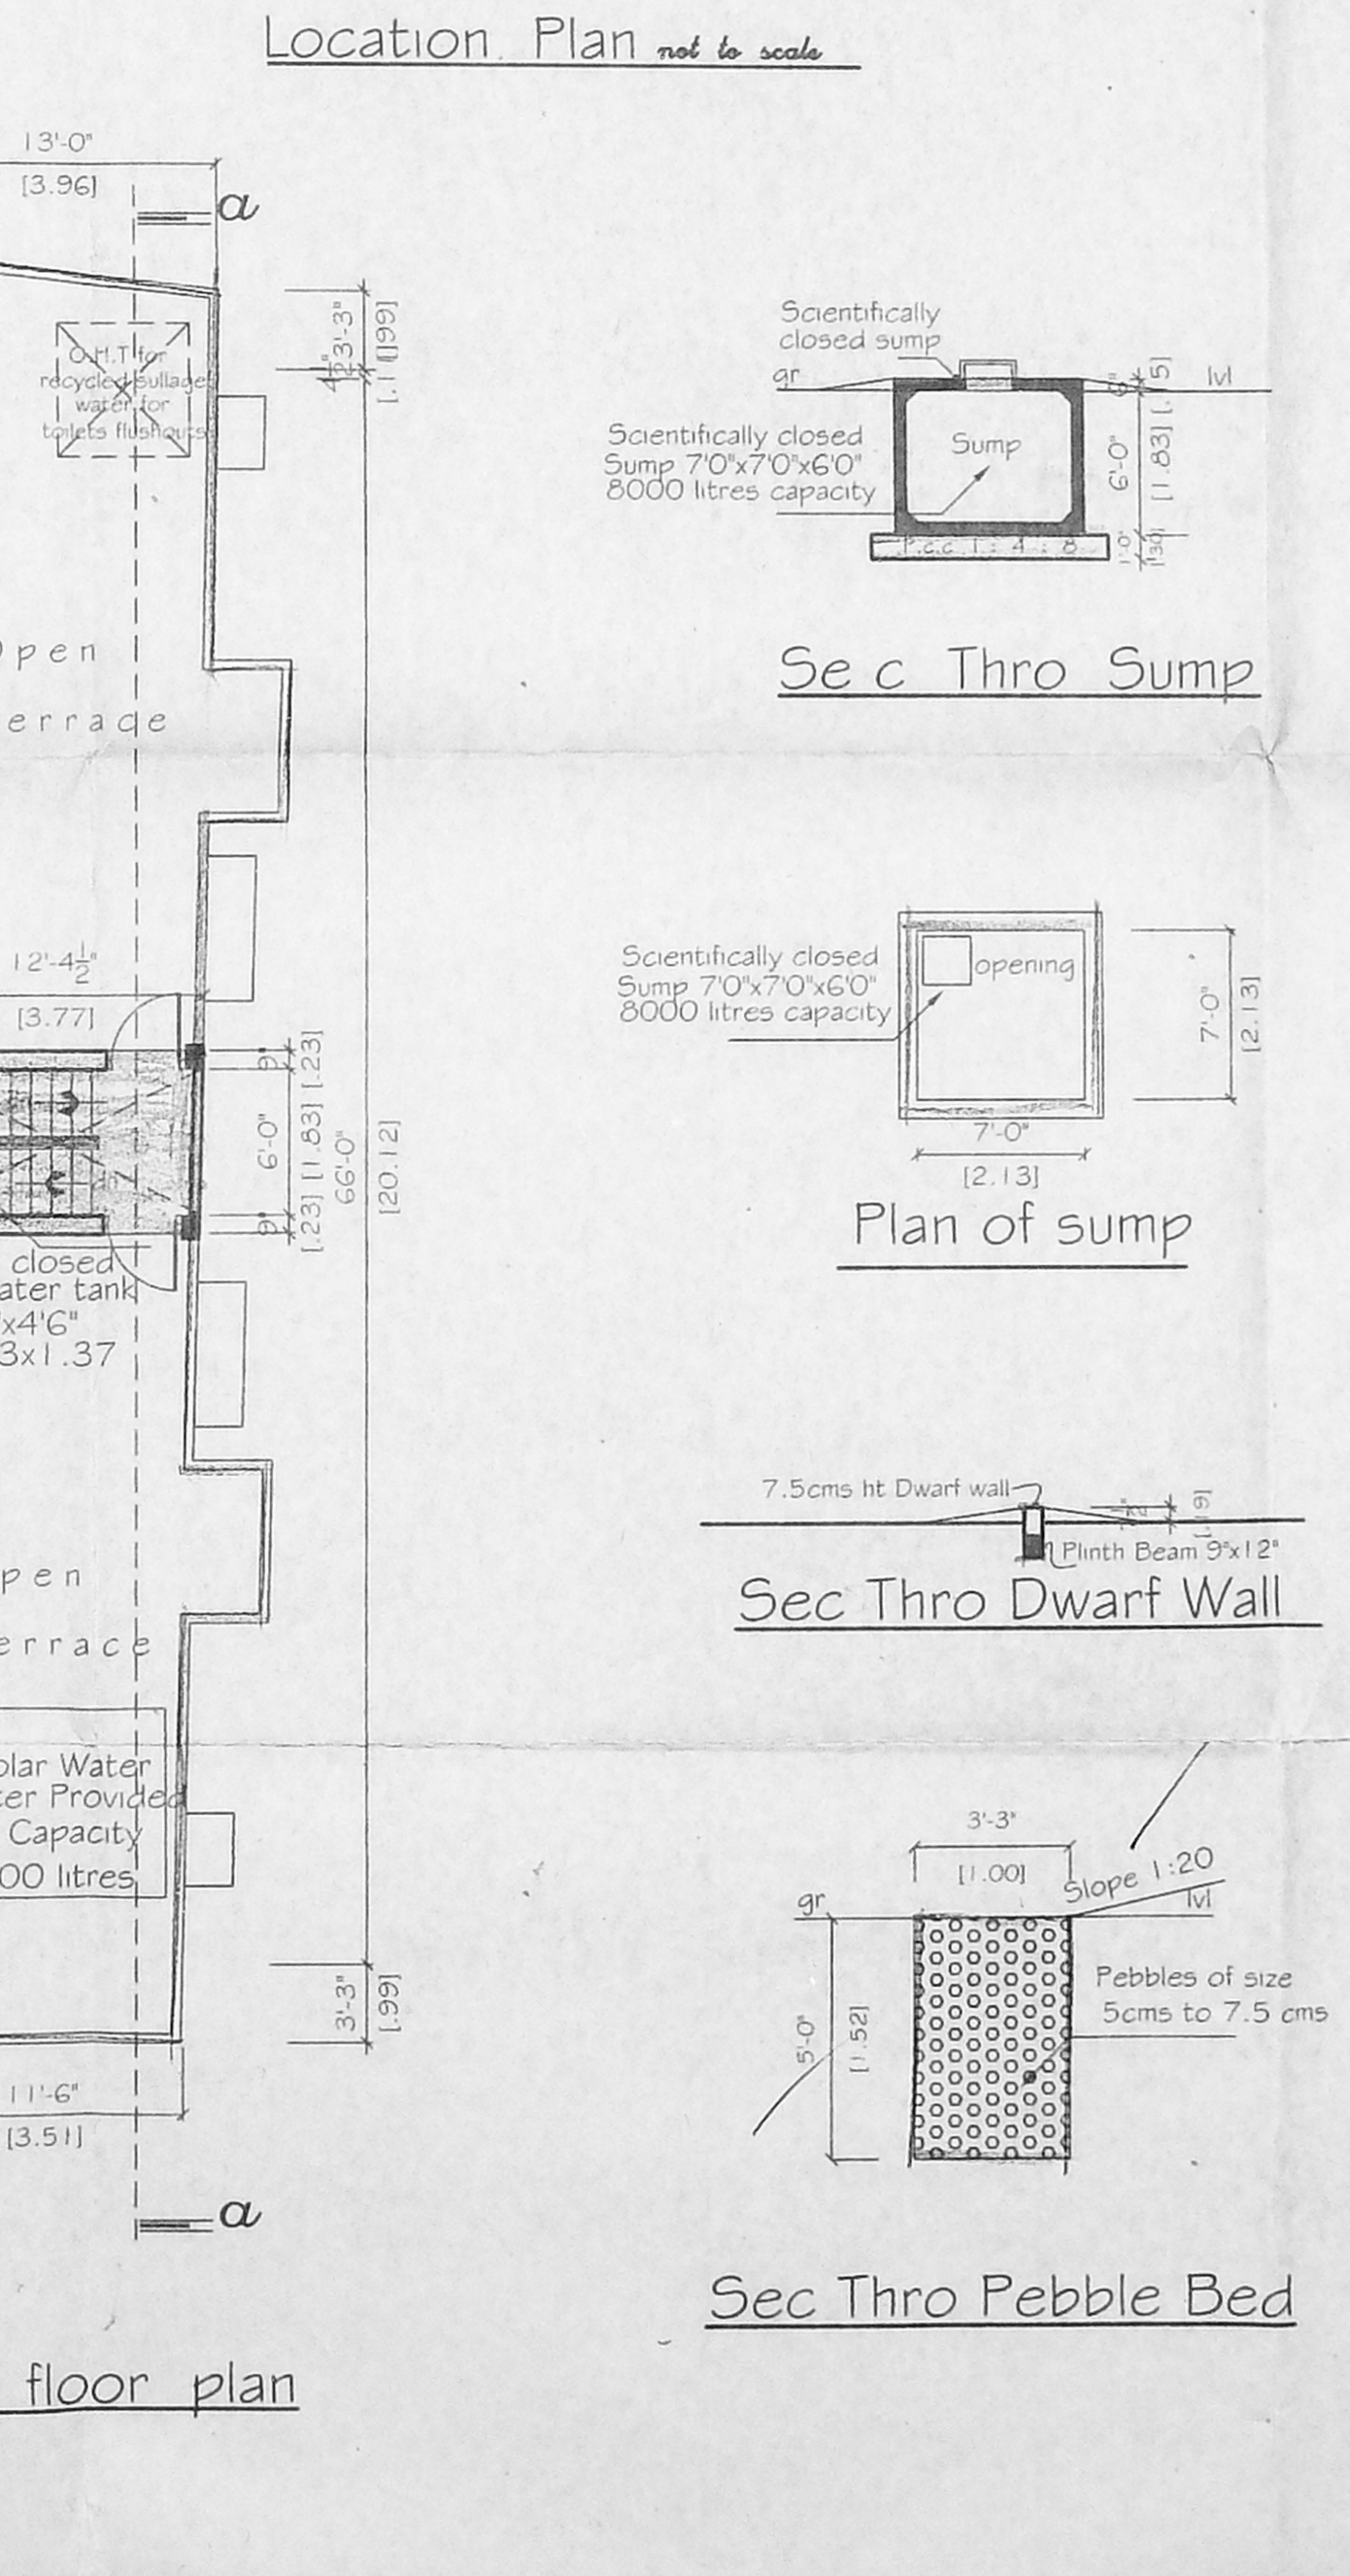 Location Plan not to scale
13'-0"
[3.96]
a
3'-3"
[.99]
4½"
O.H.T for
recycled sullage
water for
toilets flushouts
Scientifically
closed sump
gr
lvl
Scientifically closed
Sump 7'0"x7'0"x6'0"
8000 litres capacity
Sump
6'-0"
[1.83]
P.c.c 1 : 4 : 8
1'-0"
Sec Thro Sump
pen
errace
12'-4½"
[3.77]
Scientifically closed
Sump 7'0"x7'0"x6'0"
8000 litres capacity
opening
7'-0"
[2.13]
7'-0"
[2.13]
Plan of sump
9"
[.23]
6'-0"
[1.83]
9"
[.23]
66'-0"
[20.12]
closed
ater tank
x4'6"
3x1.37
7.5cms ht Dwarf wall
Plinth Beam 9"x12"
Sec Thro Dwarf Wall
pen
errace
olar Water
ter Provided
Capacity
00 litres
3'-3"
[1.00]
Slope 1:20
gr
lvl
Pebbles of size
5cms to 7.5 cms
5'-0"
[1.52]
Sec Thro Pebble Bed
3'-3"
[.99]
11'-6"
[3.51]
a
floor plan